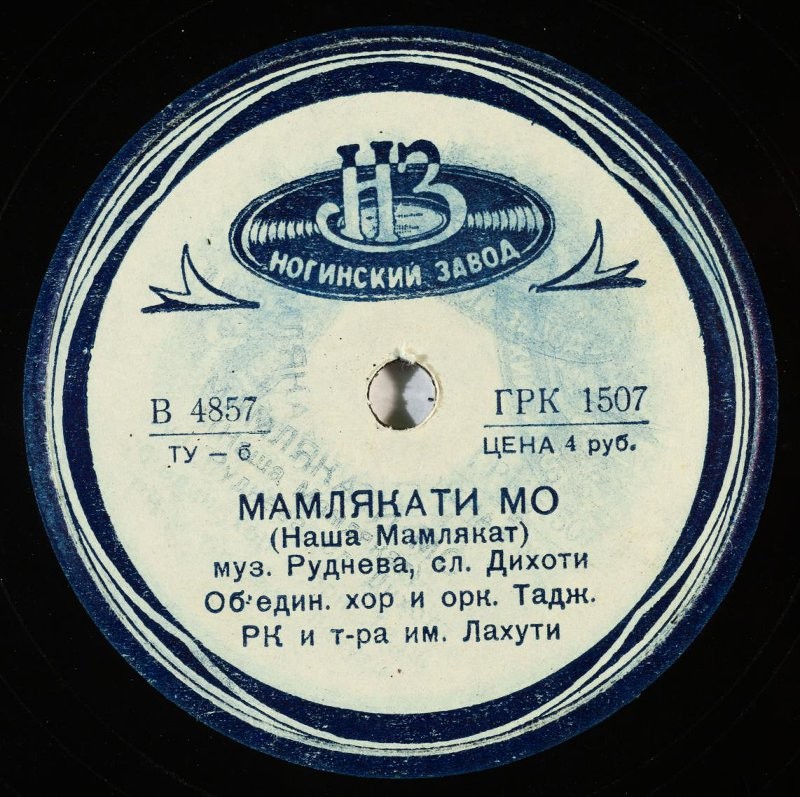 НЗ
НОГИНСКИЙ ЗАВОД
В 4857
ТУ – б
ГРК 1507
ЦЕНА 4 руб.
МАМЛЯКАТИ МО
(Наша Мамлякат)
муз. Руднева, сл. Дихоти
Об'един. хор и орк. Тадж.
РК и т-ра им. Лахути